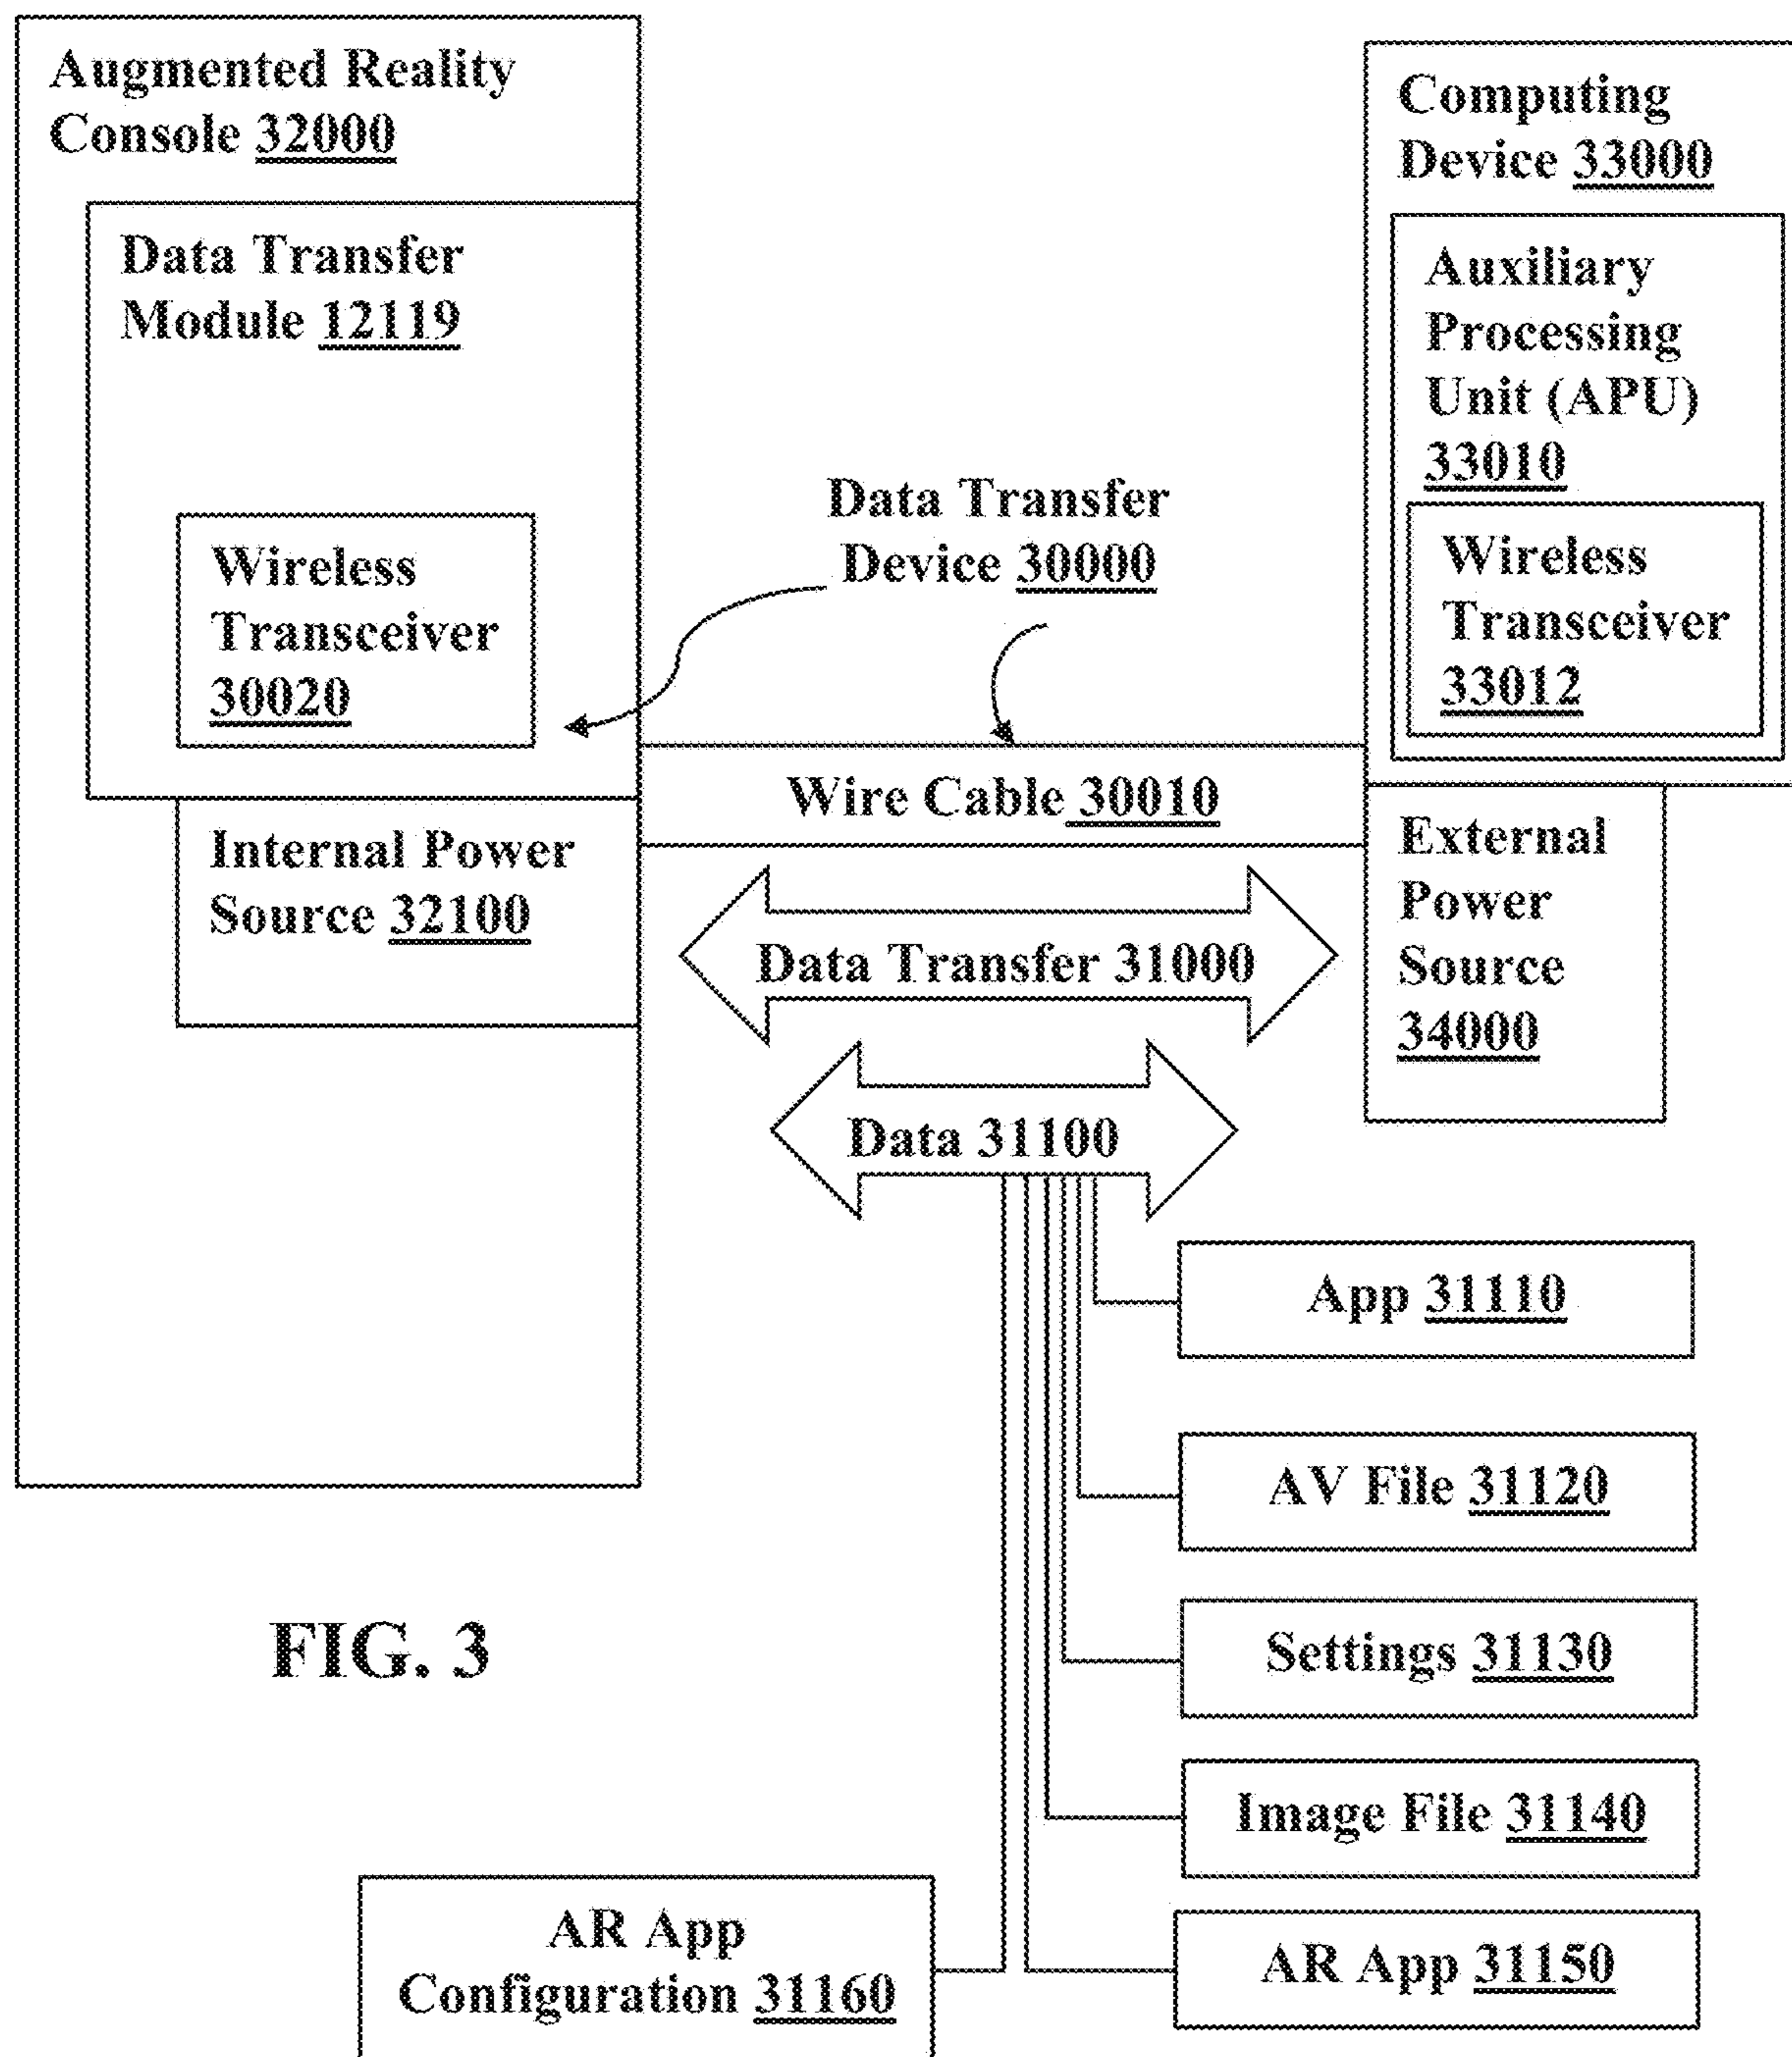 Augmented Reality
Console 32000
Data Transfer
Module 12119
Wireless
Transceiver
30020
Internal Power
Source 32100
Data Transfer
Device 30000
Wire Cable 30010
Data Transfer 31000
Data 31100
Computing
Device 33000
Auxiliary
Processing
Unit (APU)
33010
Wireless
Transceiver
33012
External
Power
Source
34000
App 31110
AV File 31120
Settings 31130
Image File 31140
AR App 31150
AR App
Configuration 31160
FIG. 3